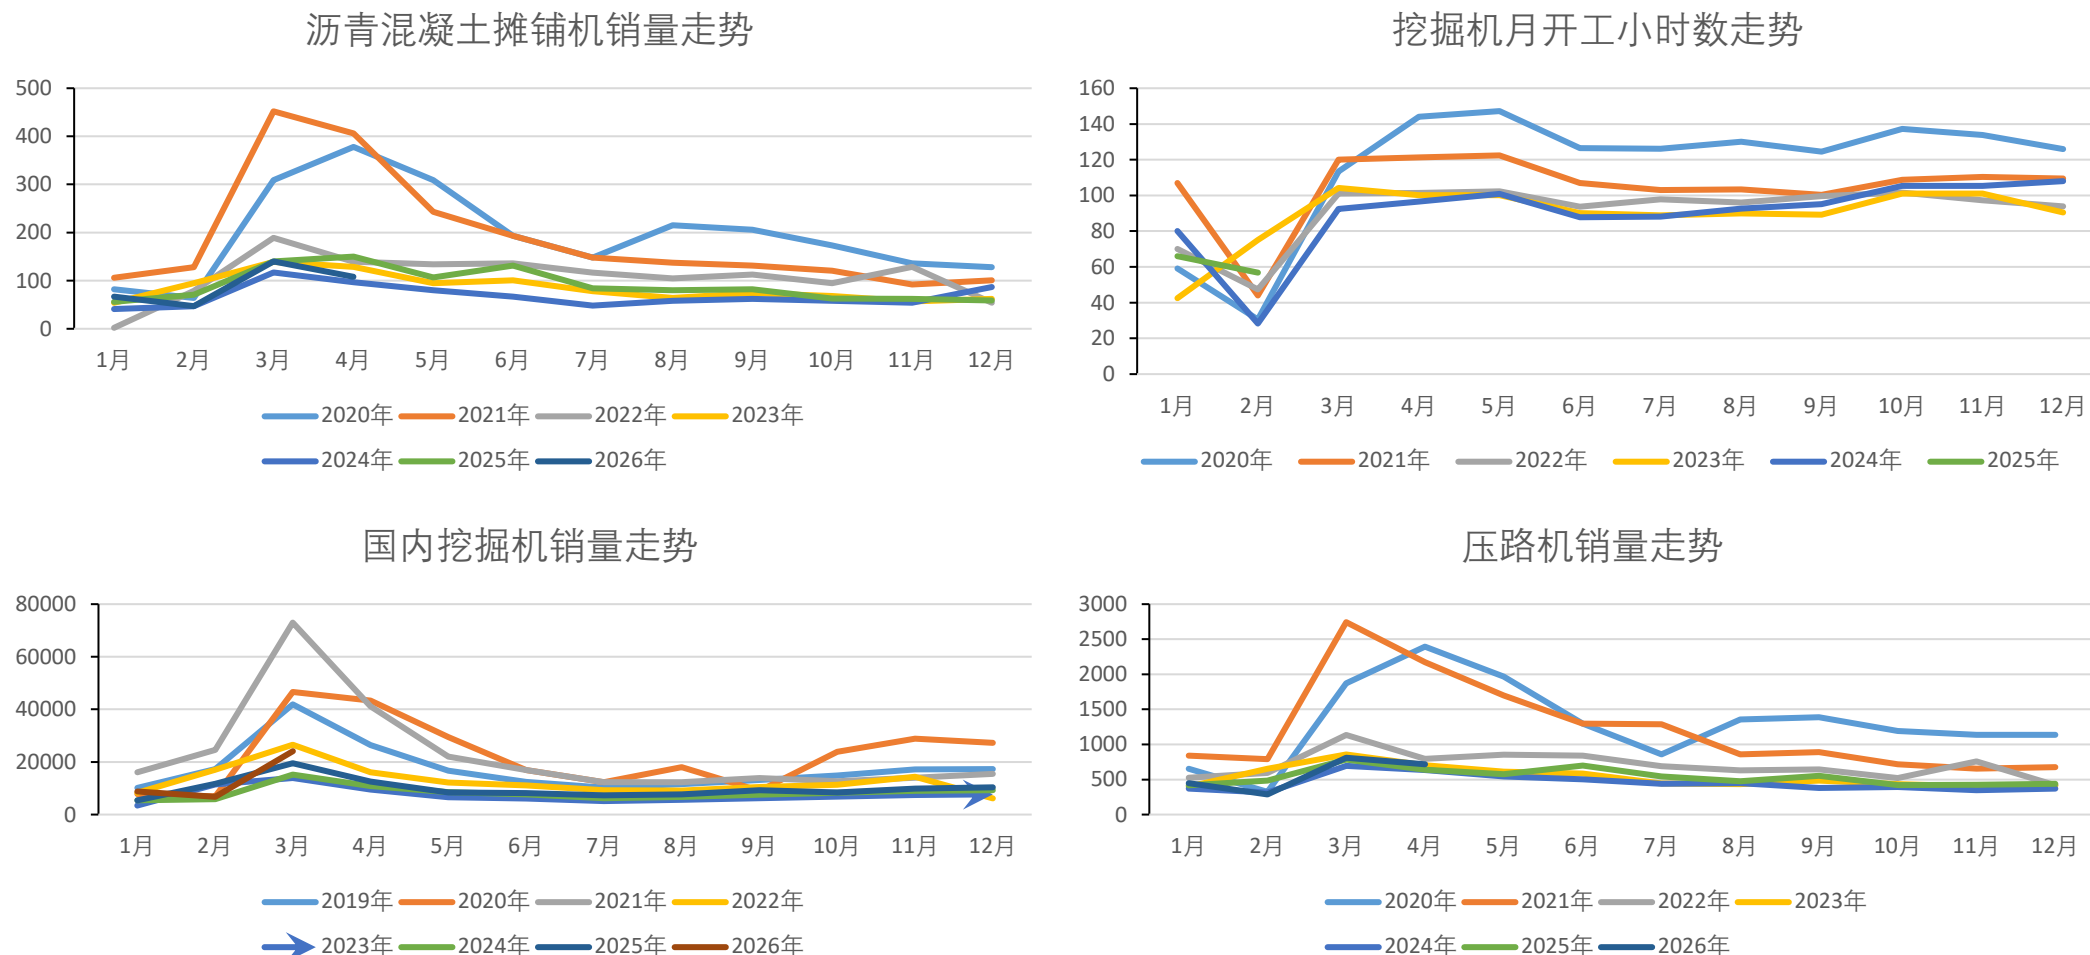 沥青混凝土摊铺机销量走势
500
400
300
200
100
0
1月 2月 3月 4月 5月 6月 7月 8月 9月 10月 11月 12月
2020年 2021年 2022年 2023年
2024年 2025年 2026年
挖掘机月开工小时数走势
160
140
120
100
80
60
40
20
0
1月 2月 3月 4月 5月 6月 7月 8月 9月 10月 11月 12月
2020年 2021年 2022年 2023年 2024年 2025年
国内挖掘机销量走势
80000
60000
40000
20000
0
1月 2月 3月 4月 5月 6月 7月 8月 9月 10月 11月 12月
2019年 2020年 2021年 2022年
2023年 2024年 2025年 2026年
压路机销量走势
3000
2500
2000
1500
1000
500
0
1月 2月 3月 4月 5月 6月 7月 8月 9月 10月 11月 12月
2020年 2021年 2022年 2023年
2024年 2025年 2026年